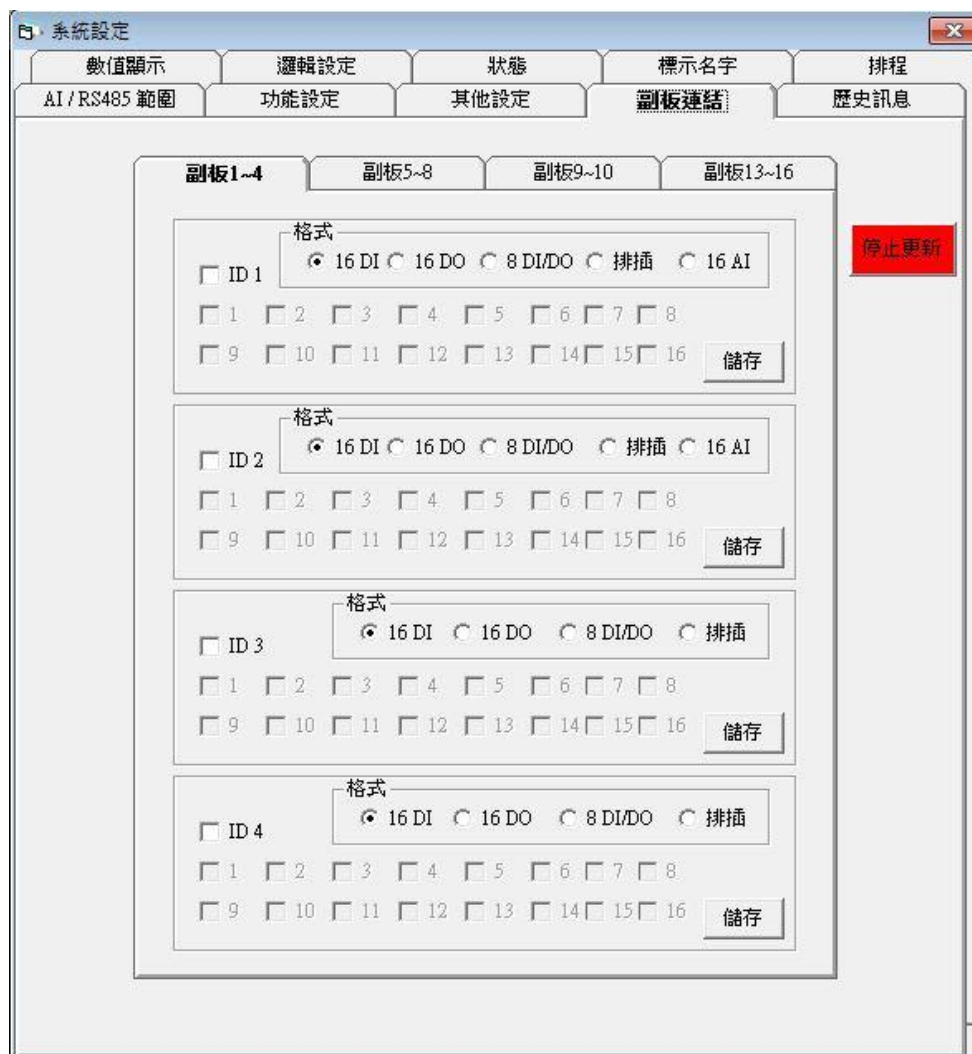 系統設定
數值顯示 邏輯設定 狀態 標示名字 排程
AI / RS485 範圍 功能設定 其他設定 副板連結 歷史訊息
副板1~4 副板5~8 副板9~10 副板13~16
停止更新
格式
ID 1 16 DI 16 DO 8 DI/DO 排插 16 AI
1 2 3 4 5 6 7 8
9 10 11 12 13 14 15 16 儲存
格式
ID 2 16 DI 16 DO 8 DI/DO 排插 16 AI
1 2 3 4 5 6 7 8
9 10 11 12 13 14 15 16 儲存
格式
ID 3 16 DI 16 DO 8 DI/DO 排插
1 2 3 4 5 6 7 8
9 10 11 12 13 14 15 16 儲存
格式
ID 4 16 DI 16 DO 8 DI/DO 排插
1 2 3 4 5 6 7 8
9 10 11 12 13 14 15 16 儲存